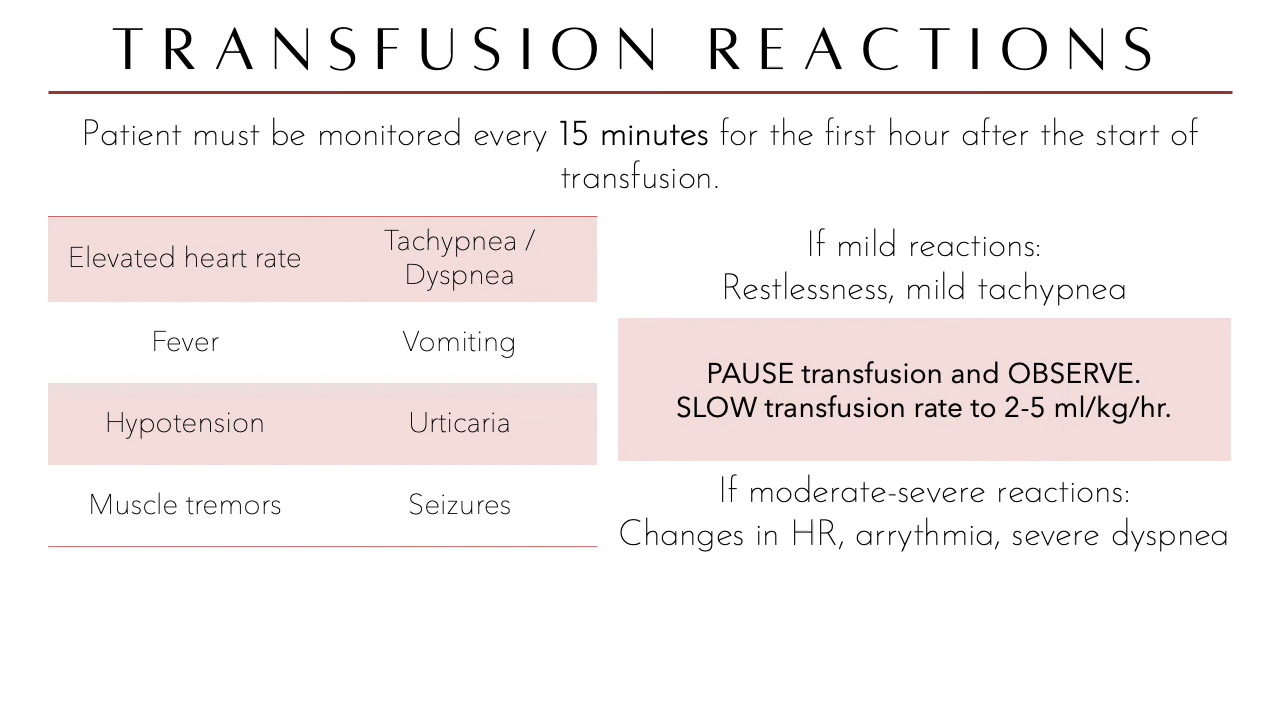 TRANSFUSION REACTIONS
Patient must be monitored every 15 minutes for the first hour after the start of
transfusion.
Elevated heart rate
Tachypnea /
Dyspnea
Fever
Vomiting
Hypotension
Urticaria
Muscle tremors
Seizures
If mild reactions:
Restlessness, mild tachypnea
PAUSE transfusion and OBSERVE.
SLOW transfusion rate to 2-5 ml/kg/hr.
If moderate-severe reactions:
Changes in HR, arrythmia, severe dyspnea